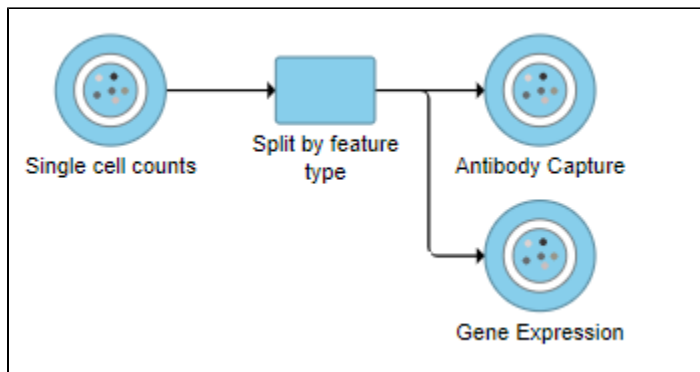 Single cell counts
Split by feature
type
Antibody Capture
Gene Expression